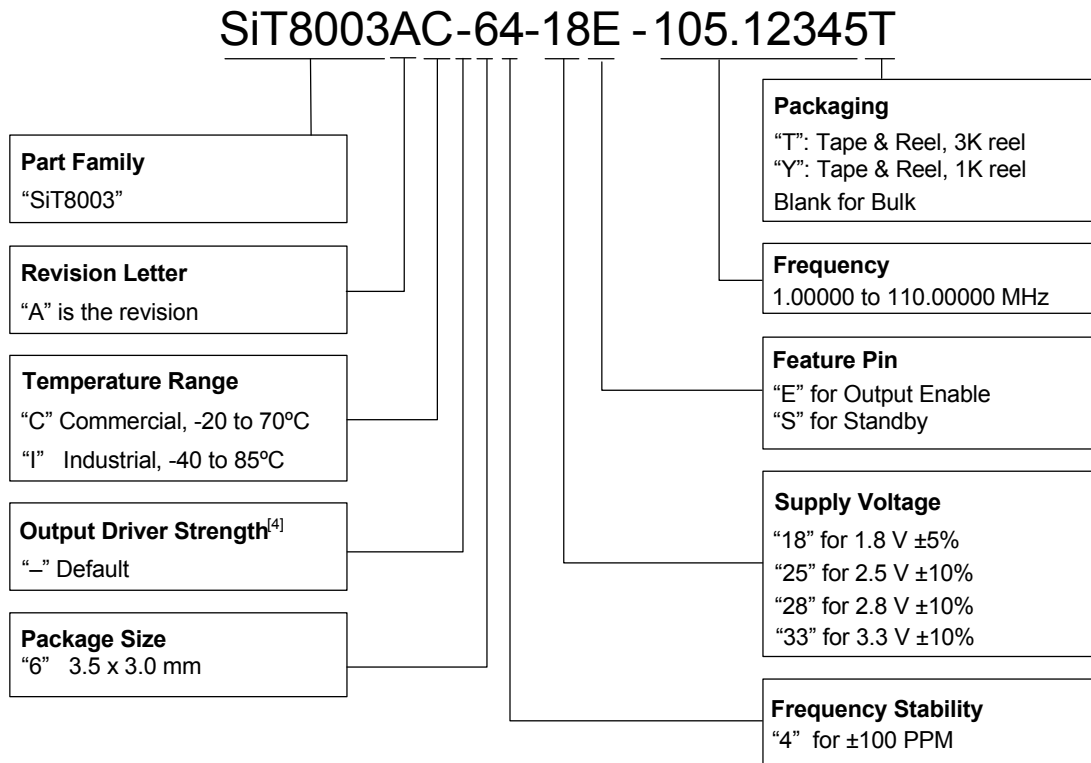 SiT8003AC-64-18E - 105.12345T
Part Family
“SiT8003”
Revision Letter
“A” is the revision
Temperature Range
“C” Commercial, -20 to 70ºC
“I” Industrial, -40 to 85ºC
Output Driver Strength[4]
“–” Default
Package Size
“6” 3.5 x 3.0 mm
Packaging
“T”: Tape & Reel, 3K reel
“Y”: Tape & Reel, 1K reel
Blank for Bulk
Frequency
1.00000 to 110.00000 MHz
Feature Pin
“E” for Output Enable
“S” for Standby
Supply Voltage
“18” for 1.8 V ±5%
“25” for 2.5 V ±10%
“28” for 2.8 V ±10%
“33” for 3.3 V ±10%
Frequency Stability
“4” for ±100 PPM